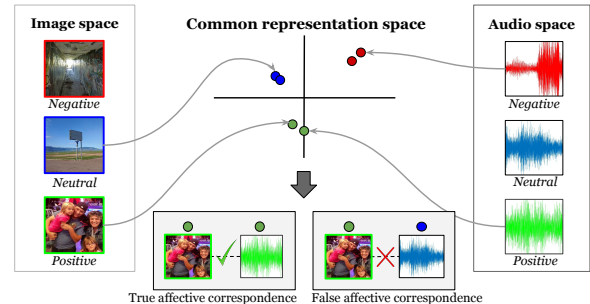 Image space
Common representation space
Audio space
Negative
Negative
Neutral
Neutral
Positive
Positive
True affective correspondence
False affective correspondence